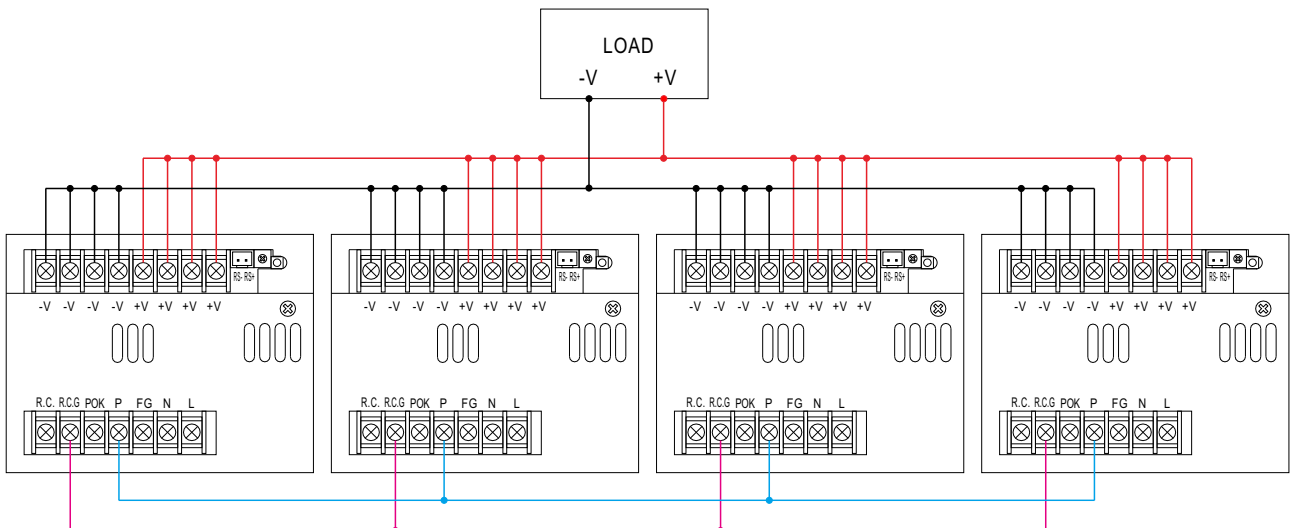 LOAD
-V +V
RS- RS+ RS- RS+ RS- RS+ RS- RS+
-V -V -V -V +V +V +V +V -V -V -V -V +V +V +V +V -V -V -V -V +V +V +V +V -V -V -V -V +V +V +V +V
R.C. R.C.G POK P FG N L R.C. R.C.G POK P FG N L R.C. R.C.G POK P FG N L R.C. R.C.G POK P FG N L